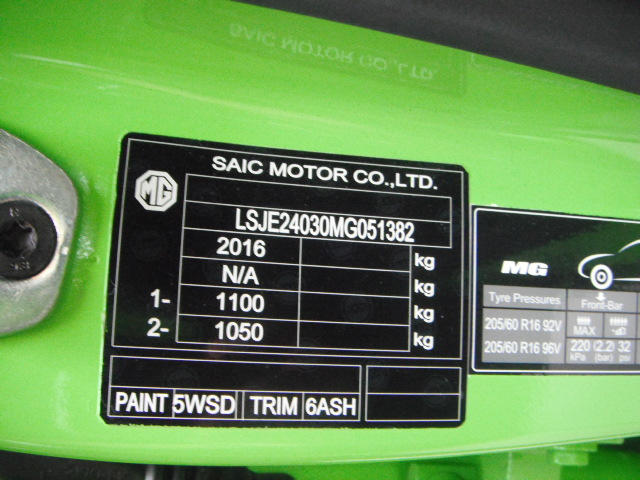 SAIC MOTOR CO.,LTD.
SAIC MOTOR CO.,LTD.
MG
LSJE24030MG051382
2016 kg
N/A kg
1- 1100 kg
2- 1050 kg
PAINT 5WSD TRIM 6ASH
MG
Tyre Pressures Front-Bar
205/60 R16 92V MAX
205/60 R16 96V 220 kPa (2.2) (bar) 32 psi